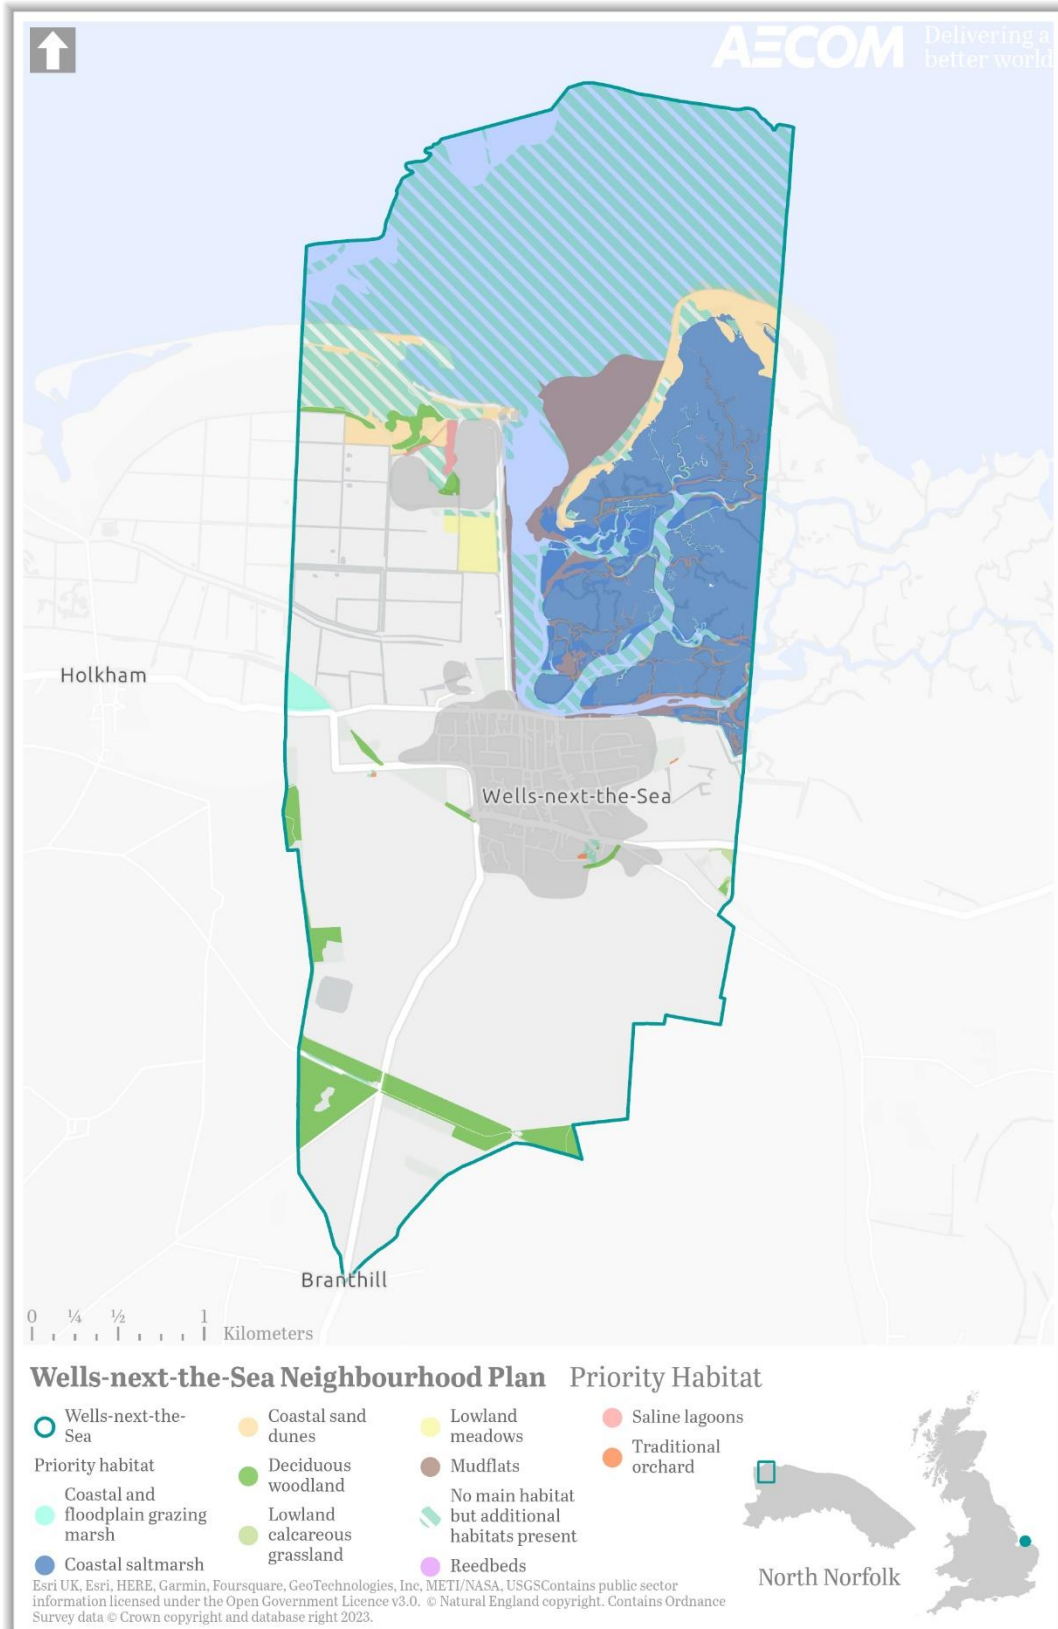 AECOM
Delivering a
better world
Holkham
Wells-next-the-Sea
Branthill
0 ¼ ½ 1
Kilometers
Wells-next-the-Sea Neighbourhood Plan Priority Habitat
Wells-next-the-
Sea
Priority habitat
Coastal and
floodplain grazing
marsh
Coastal saltmarsh
Coastal sand
dunes
Deciduous
woodland
Lowland
calcareous
grassland
Lowland
meadows
Mudflats
No main habitat
but additional
habitats present
Reedbeds
Saline lagoons
Traditional
orchard
North Norfolk
Esri UK, Esri, HERE, Garmin, Foursquare, GeoTechnologies, Inc, METI/NASA, USGSContains public sector
information licensed under the Open Government Licence v3.0. © Natural England copyright. Contains Ordnance
Survey data © Crown copyright and database right 2023.